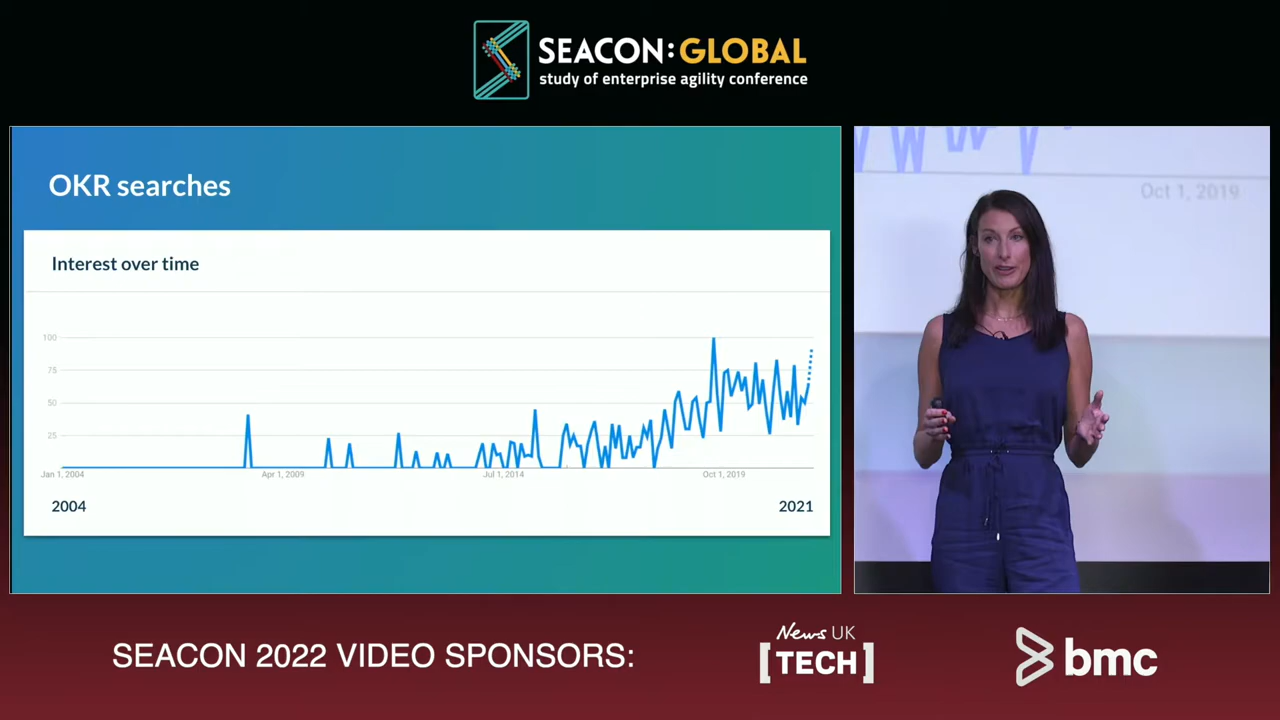 SEACON: GLOBAL
study of enterprise agility conference
OKR searches
Interest over time
100
75
50
25
Jan 1, 2004
Apr 1, 2009
Jul 1, 2014
Oct 1, 2019
2004
2021
Oct 1, 2019
SEACON 2022 VIDEO SPONSORS:
News UK
[TECH]
bmc